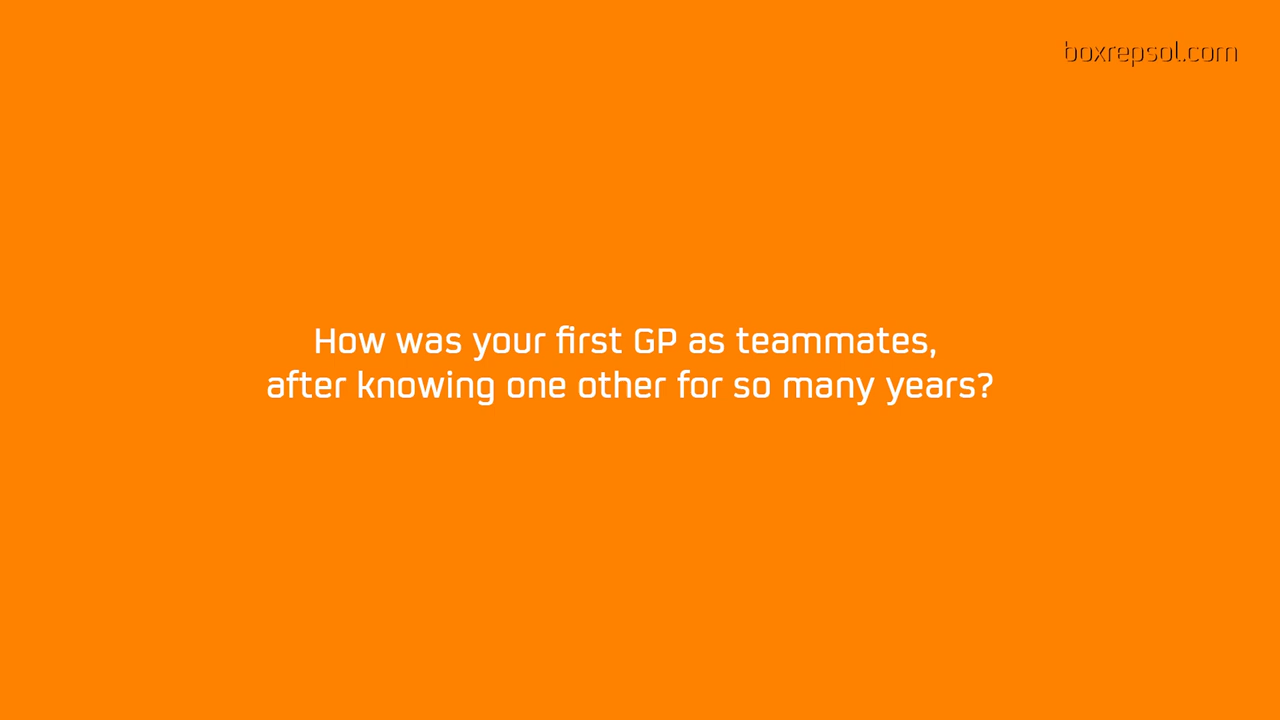 boxrepsol.com
How was your first GP as teammates,
after knowing one other for so many years?